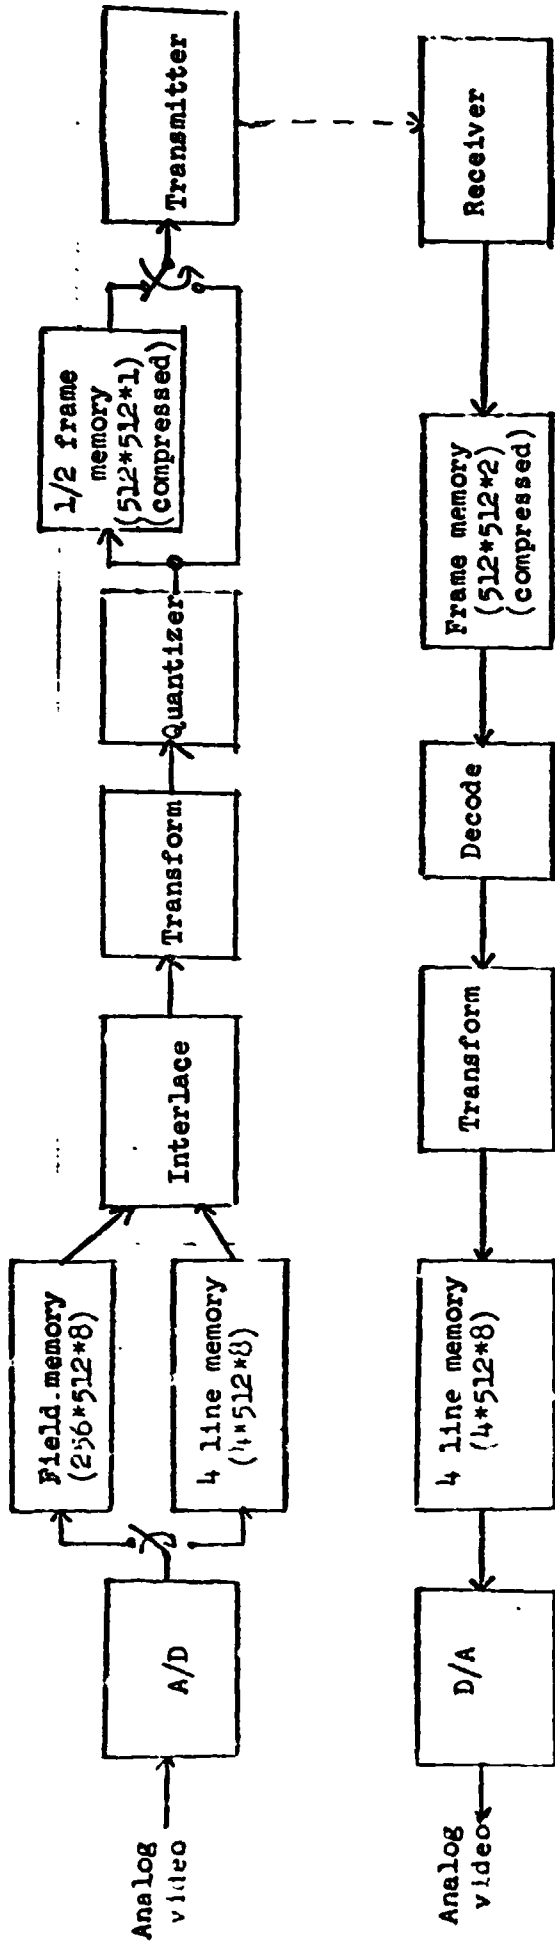 Analog
video
A/D
Field memory
(256*512*8)
4 line memory
(4*512*8)
Interlace
Transform
Quantizer
1/2 frame
memory
(512*512*1)
(compressed)
Transmitter
Analog
video
D/A
4 line memory
(4*512*8)
Transform
Decode
Frame memory
(512*512*2)
(compressed)
Receiver